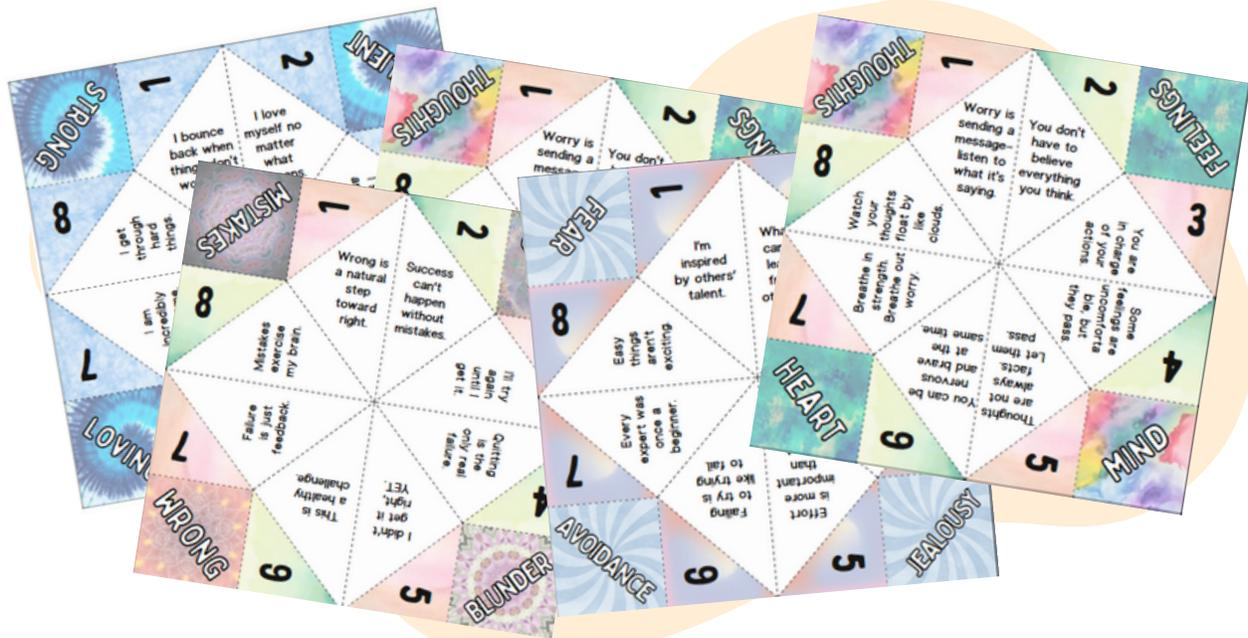 STRONG
1
2
I bounce
back when
I love
myself no
matter
what
8
I get
through
hard
things.
I am
7
LOVING
THOUGHTS
1
2
Worry is
sending a
You don't
8
MISTAKES
1
2
Wrong is
a natural
step
toward
right.
Success
can't
happen
without
mistakes.
8
Mistakes
exercise
my brain.
I'll try
again
until I
get it.
7
Failure
is just
feedback.
Quitting
is the
only real
failure.
4
This is
a healthy
challenge.
I didn't
get it
right,
YET.
WRONG
6
5
BLUNDER
FEAR
1
I'm
inspired
by others'
talent.
8
Easy
things
aren't
exciting.
7
Every
expert was
once a
beginner.
Failing
to try is
like trying
to fail
Effort
is more
important
than
AVOIDANCE
6
5
JEALOUSY
THOUGHTS
1
2
FEELINGS
Worry is
sending a
message-
listen to
what it's
saying.
You don't
have to
believe
everything
you think.
8
3
Watch
your
thoughts
float by
like
clouds.
You are
in charge
of your
actions.
7
Breathe in
strength.
Breathe out
worry.
Some
feelings are
uncomforta
ble, but
they pass.
4
You can be
nervous
and brave
at the
same time.
Thoughts
are not
always
facts.
Let them
pass.
HEART
6
5
MIND